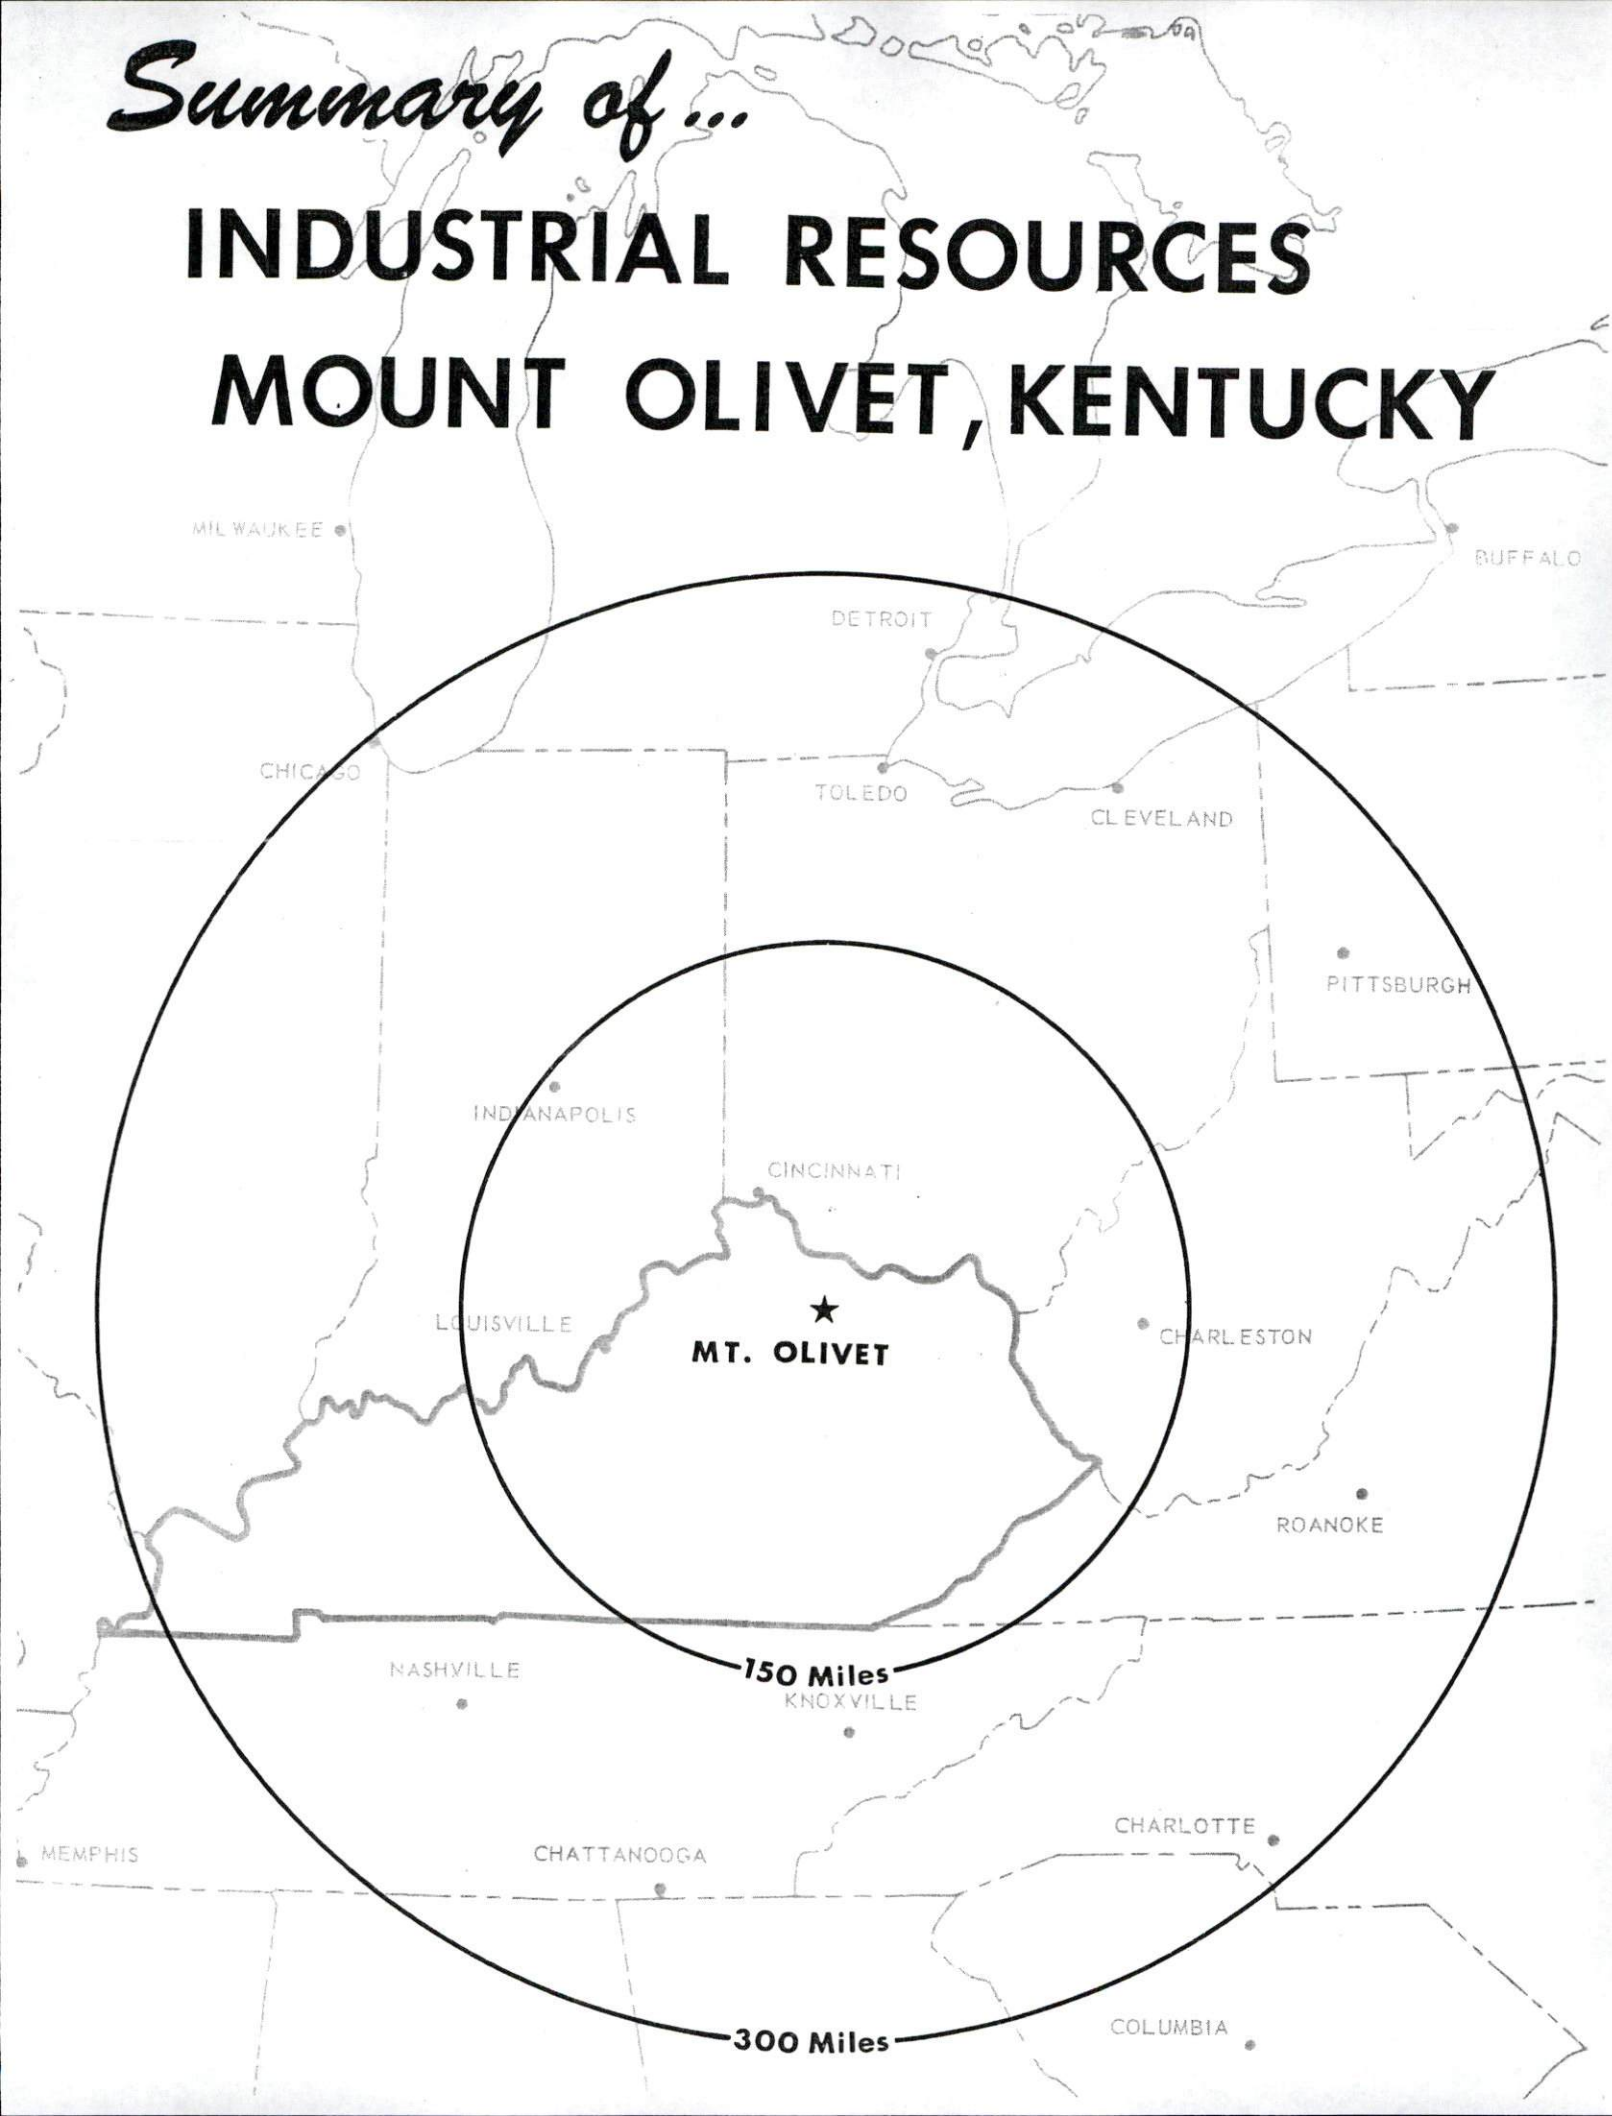 Summary of...
INDUSTRIAL RESOURCES
MOUNT OLIVET, KENTUCKY
MILWAUKEE
BUFFALO
DETROIT
CHICAGO
TOLEDO
CLEVELAND
PITTSBURGH
INDIANAPOLIS
CINCINNATI
LOUISVILLE
CHARLESTON
MT. OLIVET
ROANOKE
150 Miles
NASHVILLE
KNOXVILLE
CHARLOTTE
MEMPHIS
CHATTANOOGA
COLUMBIA
300 Miles